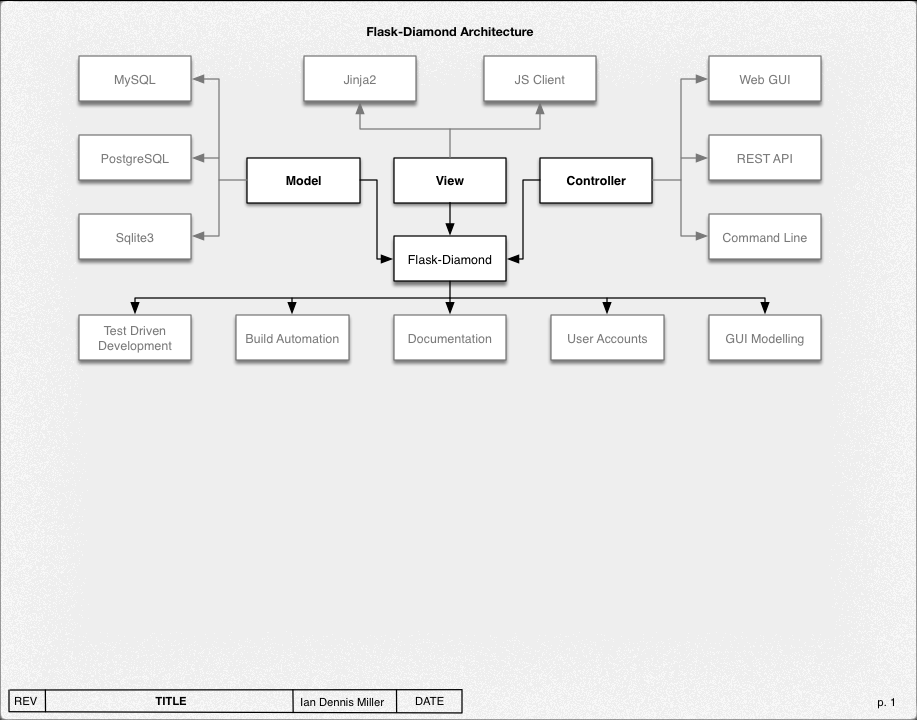 Flask-Diamond Architecture
MySQL
Jinja2
JS Client
Web GUI
PostgreSQL
REST API
Model
View
Controller
Sqlite3
Command Line
Flask-Diamond
Test Driven
Development
Build Automation
Documentation
User Accounts
GUI Modelling
REV
TITLE
Ian Dennis Miller
DATE
p. 1